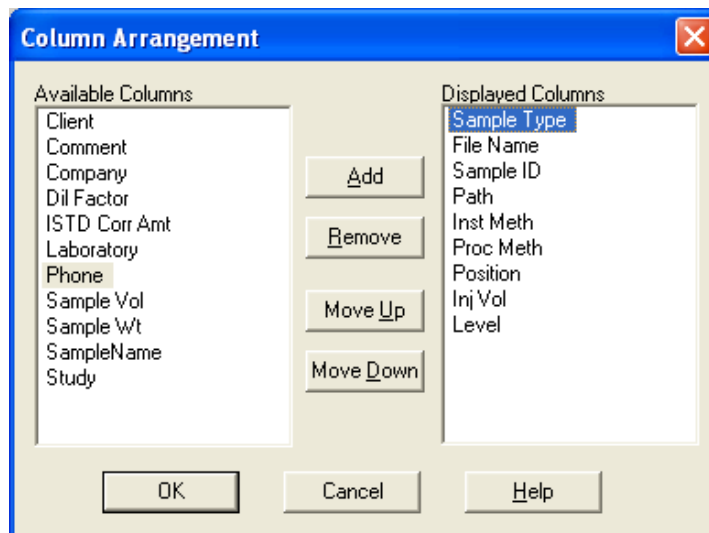 Column Arrangement
Available Columns
Client
Comment
Company
Dil Factor
ISTD Corr Amt
Laboratory
Phone
Sample Vol
Sample Wt
SampleName
Study
Add
Remove
Move Up
Move Down
Displayed Columns
Sample Type
File Name
Sample ID
Path
Inst Meth
Proc Meth
Position
Inj Vol
Level
OK
Cancel
Help